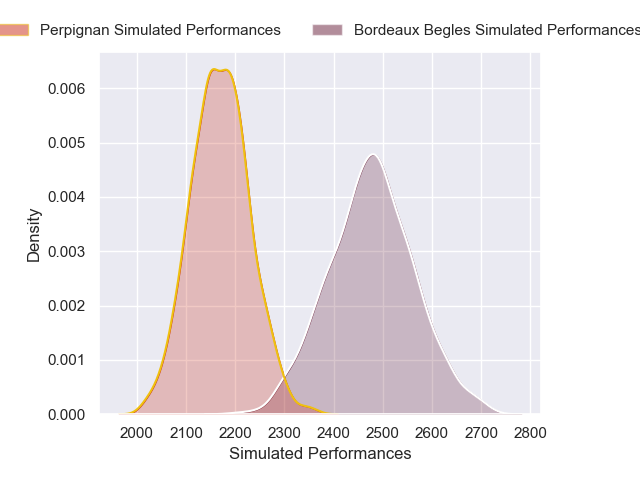 Perpignan Simulated Performances
Bordeaux Begles Simulated Performances
0.006
0.005
0.004
0.003
0.002
0.001
0.000
Density
2000 2100 2200 2300 2400 2500 2600 2700 2800
Simulated Performances